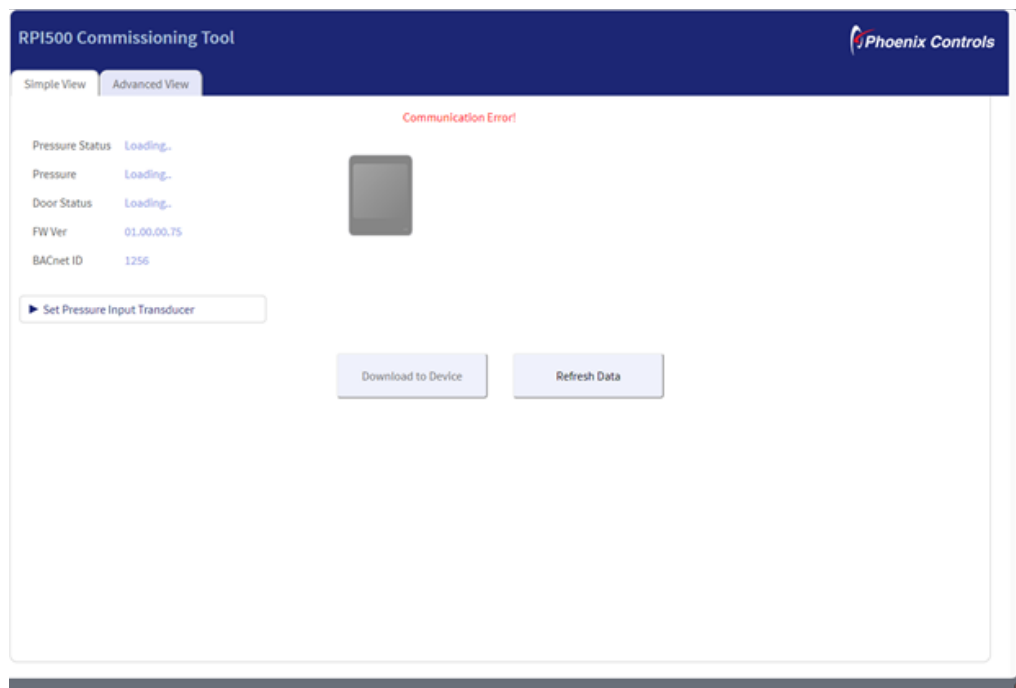 RPI500 Commissioning Tool
Phoenix Controls
Simple View
Advanced View
Communication Error!
Pressure Status Loading..
Pressure Loading..
Door Status Loading..
FW Ver 01.00.00.75
BACnet ID 1256
Set Pressure Input Transducer
Download to Device
Refresh Data